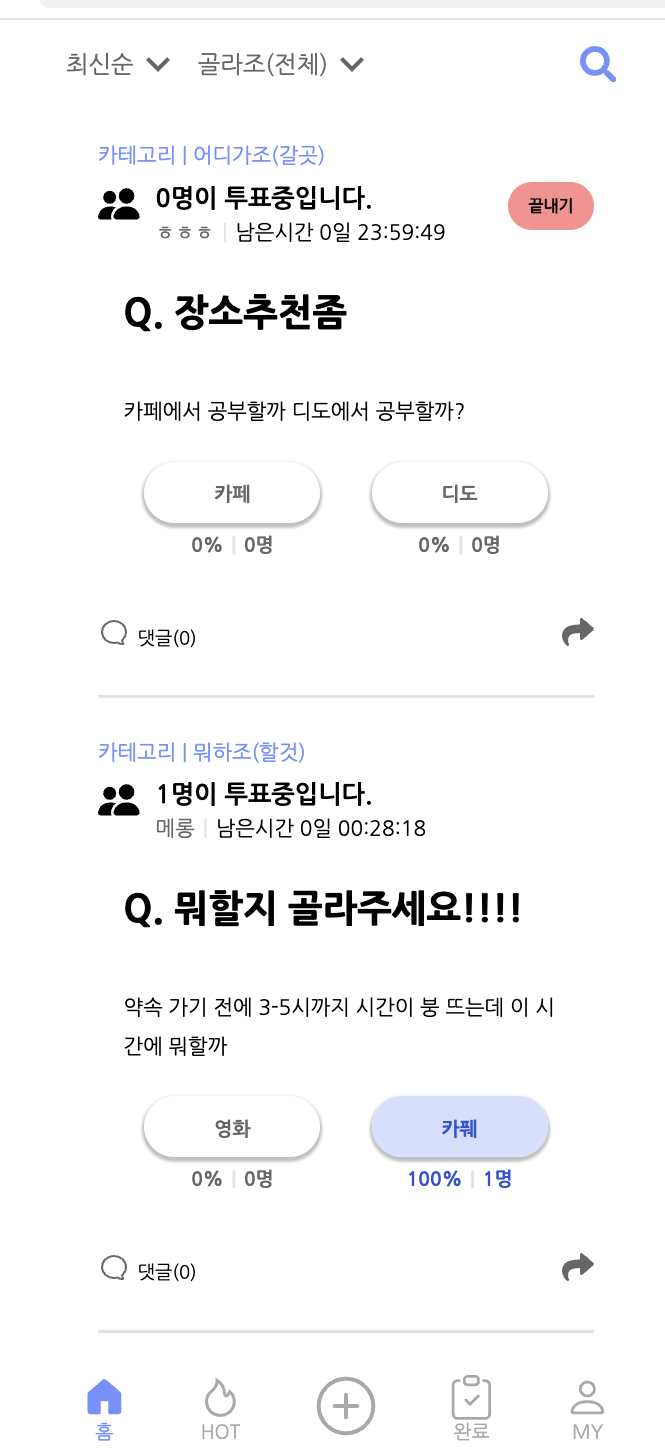 최신순 골라조(전체)
카테고리 | 어디가조(갈곳)
0명이 투표중입니다.
끝내기
ㅎㅎㅎ | 남은시간 0일 23:59:49
Q. 장소추천좀
카페에서 공부할까 디도에서 공부할까?
카페 디도
0% | 0명 0% | 0명
댓글(0)
카테고리 | 뭐하조(할것)
1명이 투표중입니다.
메롱 | 남은시간 0일 00:28:18
Q. 뭐할지 골라주세요!!!!
약속 가기 전에 3-5시까지 시간이 붕 뜨는데 이 시
간에 뭐할까
영화 카풰
0% | 0명 100% | 1명
댓글(0)
홈 HOT 완료 MY